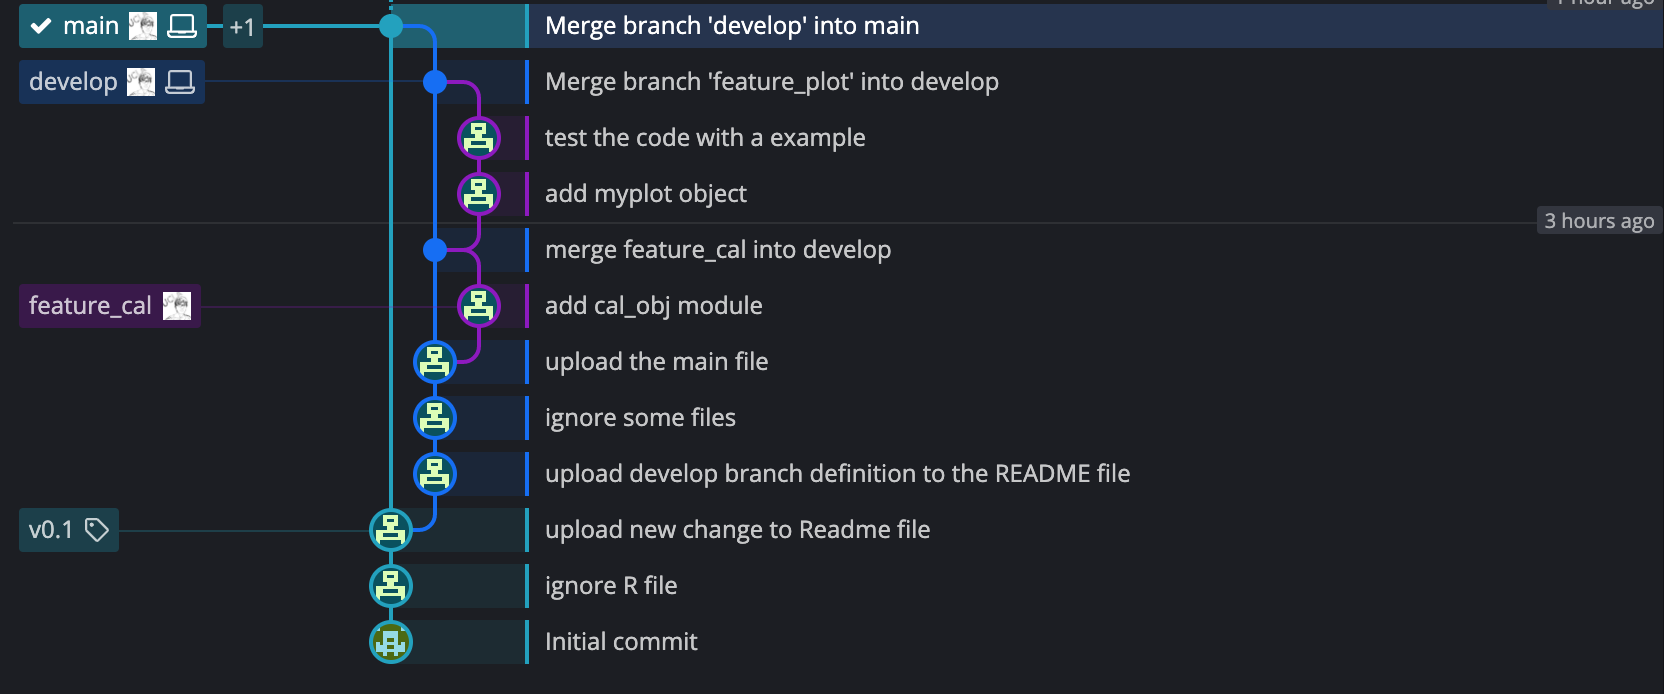 1 hour ago
main +1 Merge branch 'develop' into main
develop Merge branch 'feature_plot' into develop
test the code with a example
add myplot object
3 hours ago
merge feature_cal into develop
feature_cal add cal_obj module
upload the main file
ignore some files
upload develop branch definition to the README file
v0.1 upload new change to Readme file
ignore R file
Initial commit